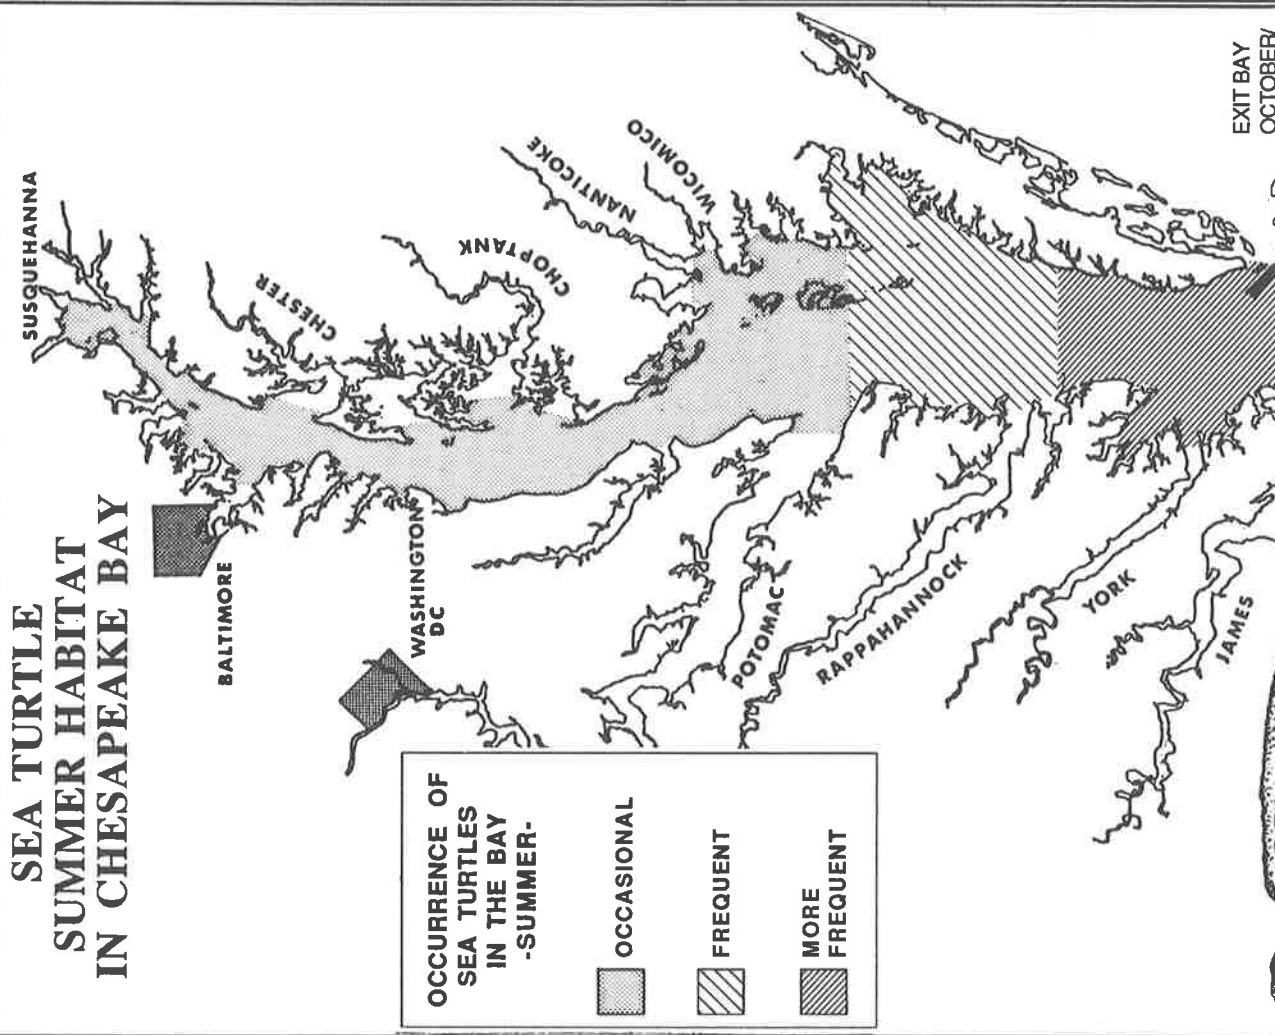 SEA TURTLE
SUMMER HABITAT
IN CHESAPEAKE BAY
SUSQUEHANNA
CHESTER
CHOPTANK
NANTICOKE
WICOMICO
BALTIMORE
WASHINGTON
DC
POTOMAC
RAPPAHANNOCK
YORK
JAMES
EXIT BAY
OCTOBER/
OCCURRENCE OF
SEA TURTLES
IN THE BAY
-SUMMER-
OCCASIONAL
FREQUENT
MORE
FREQUENT